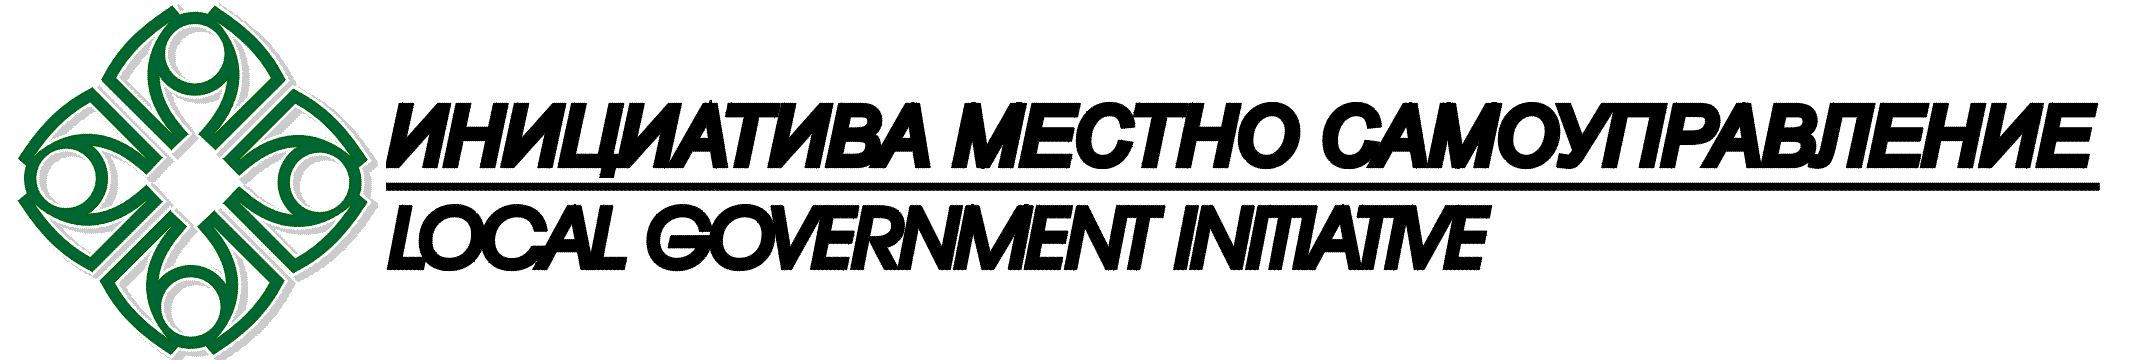 ИНИЦИАТИВА МЕСТНО САМОУПРАВЛЕНИЕ
LOCAL GOVERNMENT INITIATIVE